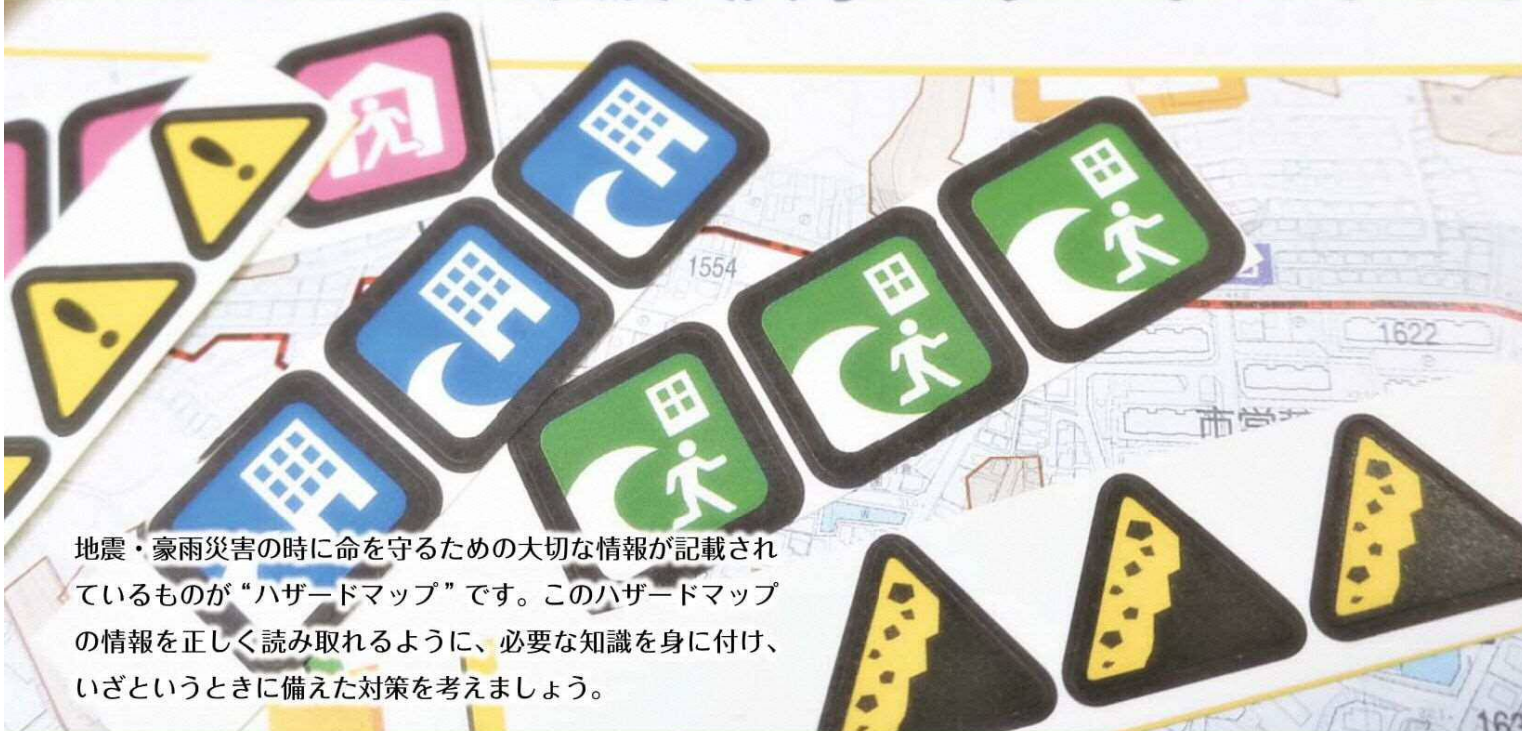 1554
1622
市営
地震・豪雨災害の時に命を守るための大切な情報が記載され
ているものが“ハザードマップ”です。このハザードマップ
の情報を正しく読み取れるように、必要な知識を身に付け、
いざというときに備えた対策を考えましょう。